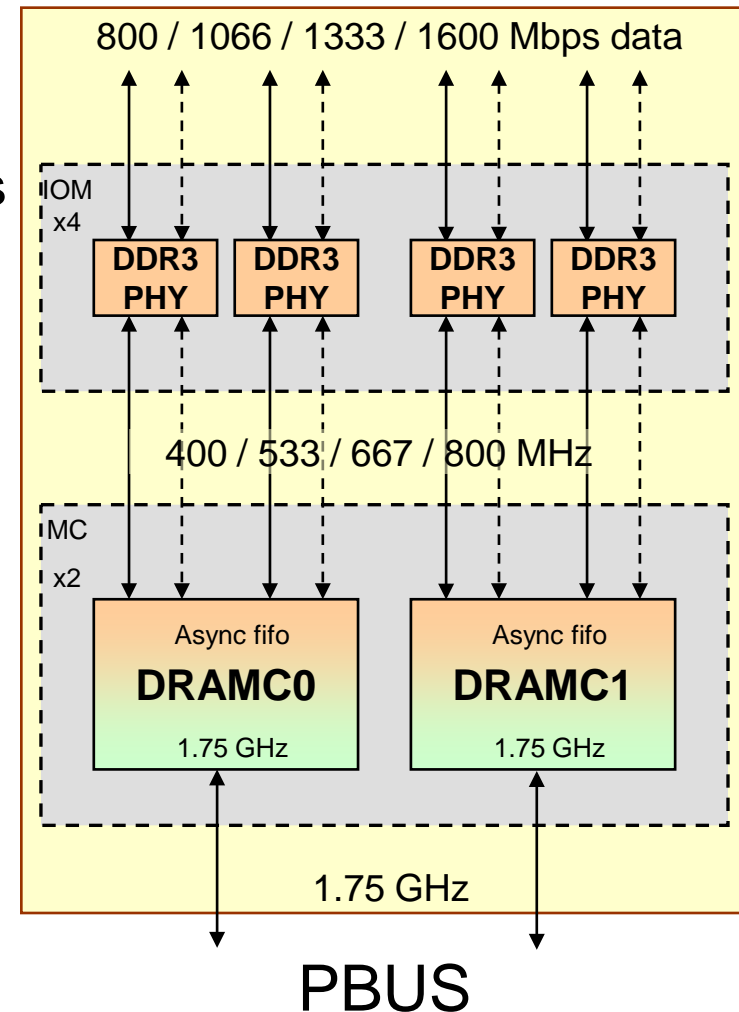 800 / 1066 / 1333 / 1600 Mbps data
s
IOM
x4
DDR3 DDR3 DDR3 DDR3
PHY PHY PHY PHY
400 / 533 / 667 / 800 MHz
MC
x2
Async fifo Async fifo
DRAMC0 DRAMC1
1.75 GHz 1.75 GHz
1.75 GHz
PBUS